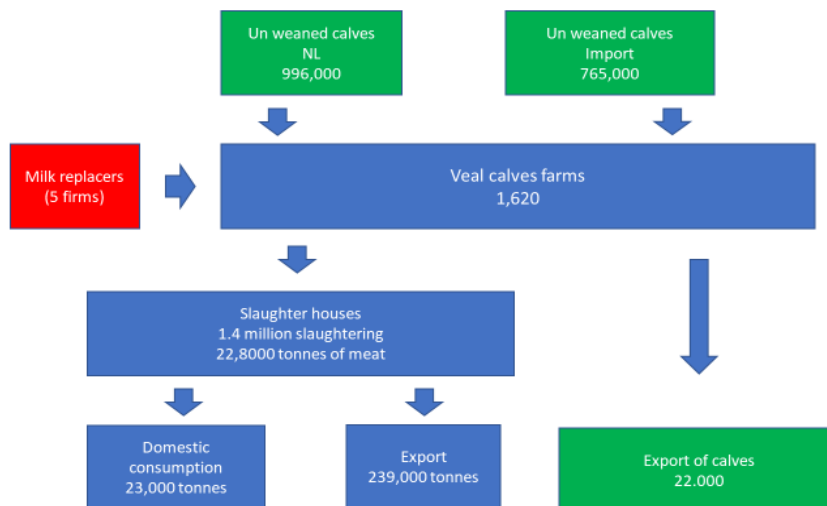 Un weaned calves
NL
996,000
Un weaned calves
Import
765,000
Milk replacers
(5 firms)
Veal calves farms
1,620
Slaughter houses
1.4 million slaughtering
22,8000 tonnes of meat
Domestic
consumption
23,000 tonnes
Export
239,000 tonnes
Export of calves
22.000